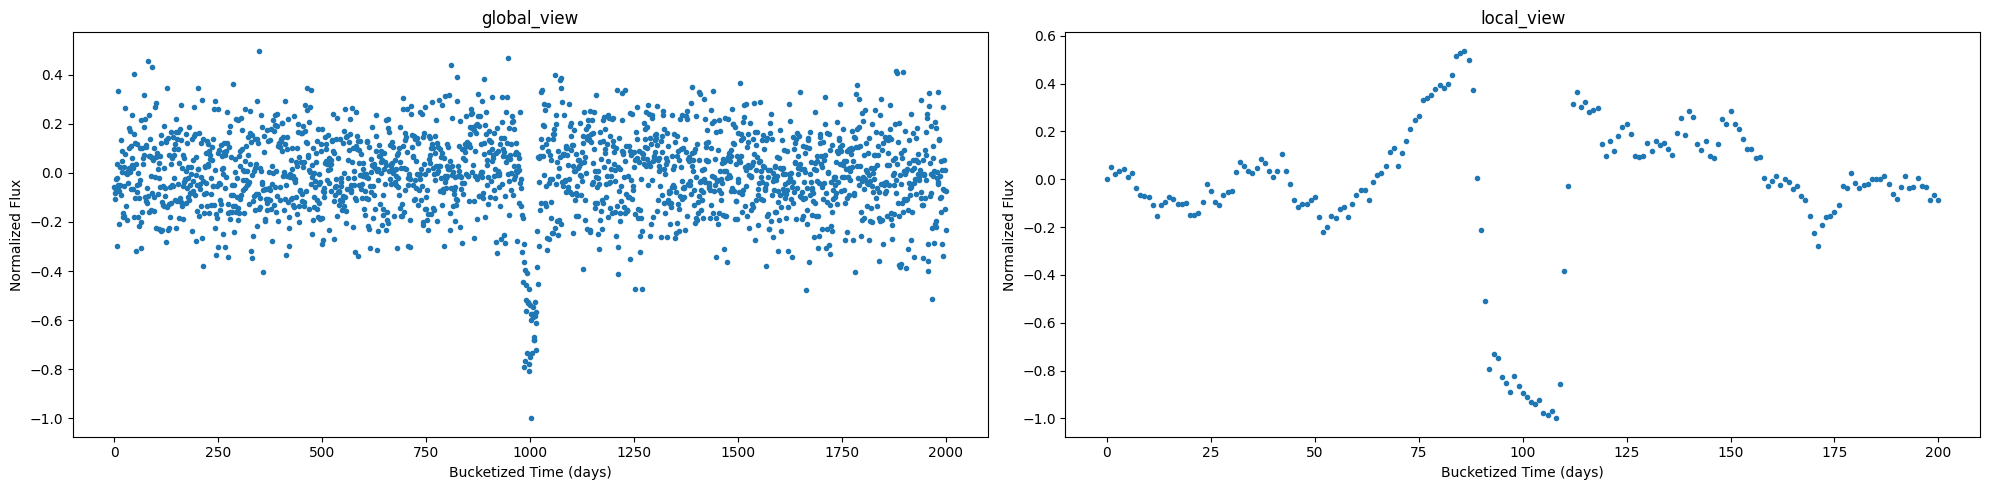 global_view
Normalized Flux
0.4
0.2
0.0
−0.2
−0.4
−0.6
−0.8
−1.0
0 250 500 750 1000 1250 1500 1750 2000
Bucketized Time (days)
local_view
Normalized Flux
0.6
0.4
0.2
0.0
−0.2
−0.4
−0.6
−0.8
−1.0
0 25 50 75 100 125 150 175 200
Bucketized Time (days)